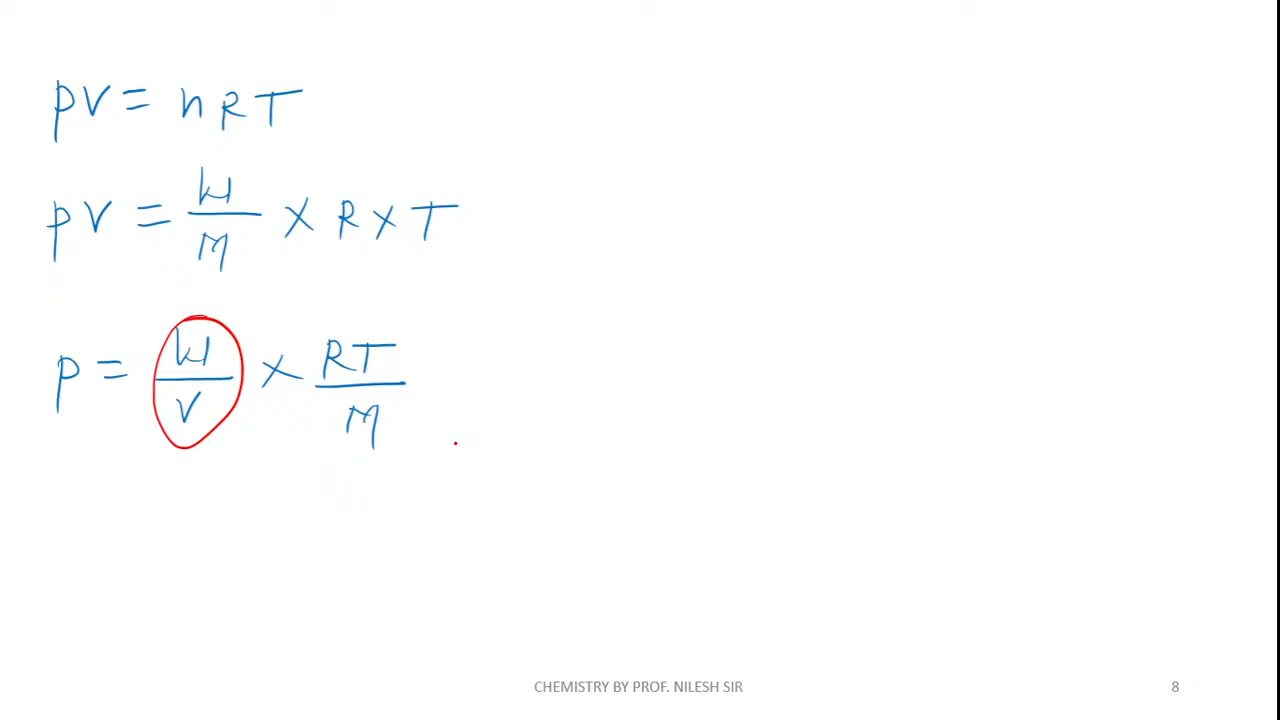 PV = nRT
PV = W/M × R × T
P = W/V × RT/M
CHEMISTRY BY PROF. NILESH SIR 8